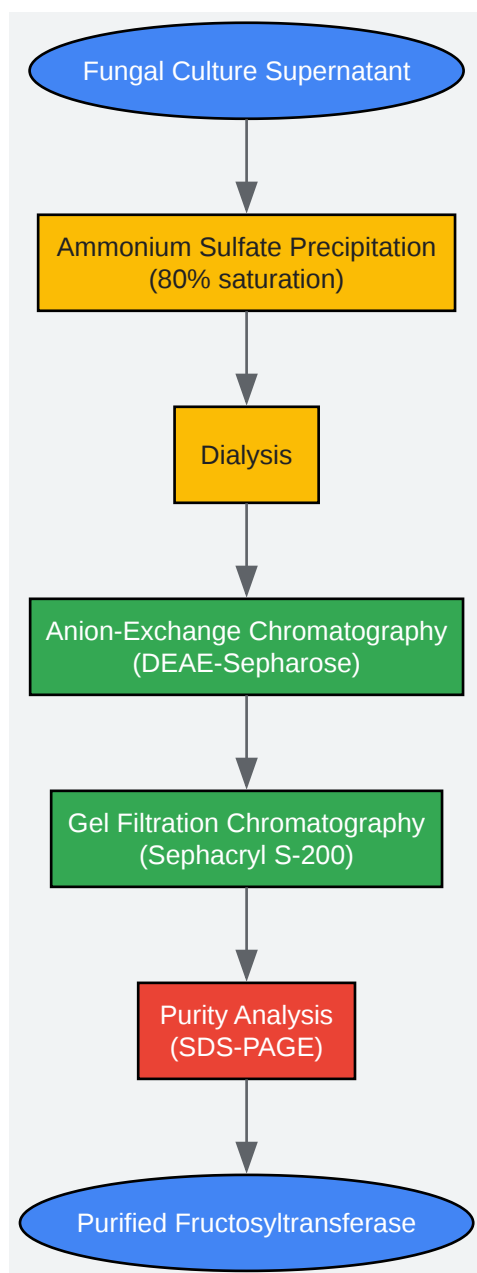 Fungal Culture Supernatant
Ammonium Sulfate Precipitation
(80% saturation)
Dialysis
Anion-Exchange Chromatography
(DEAE-Sepharose)
Gel Filtration Chromatography
(Sephacryl S-200)
Purity Analysis
(SDS-PAGE)
Purified Fructosyltransferase